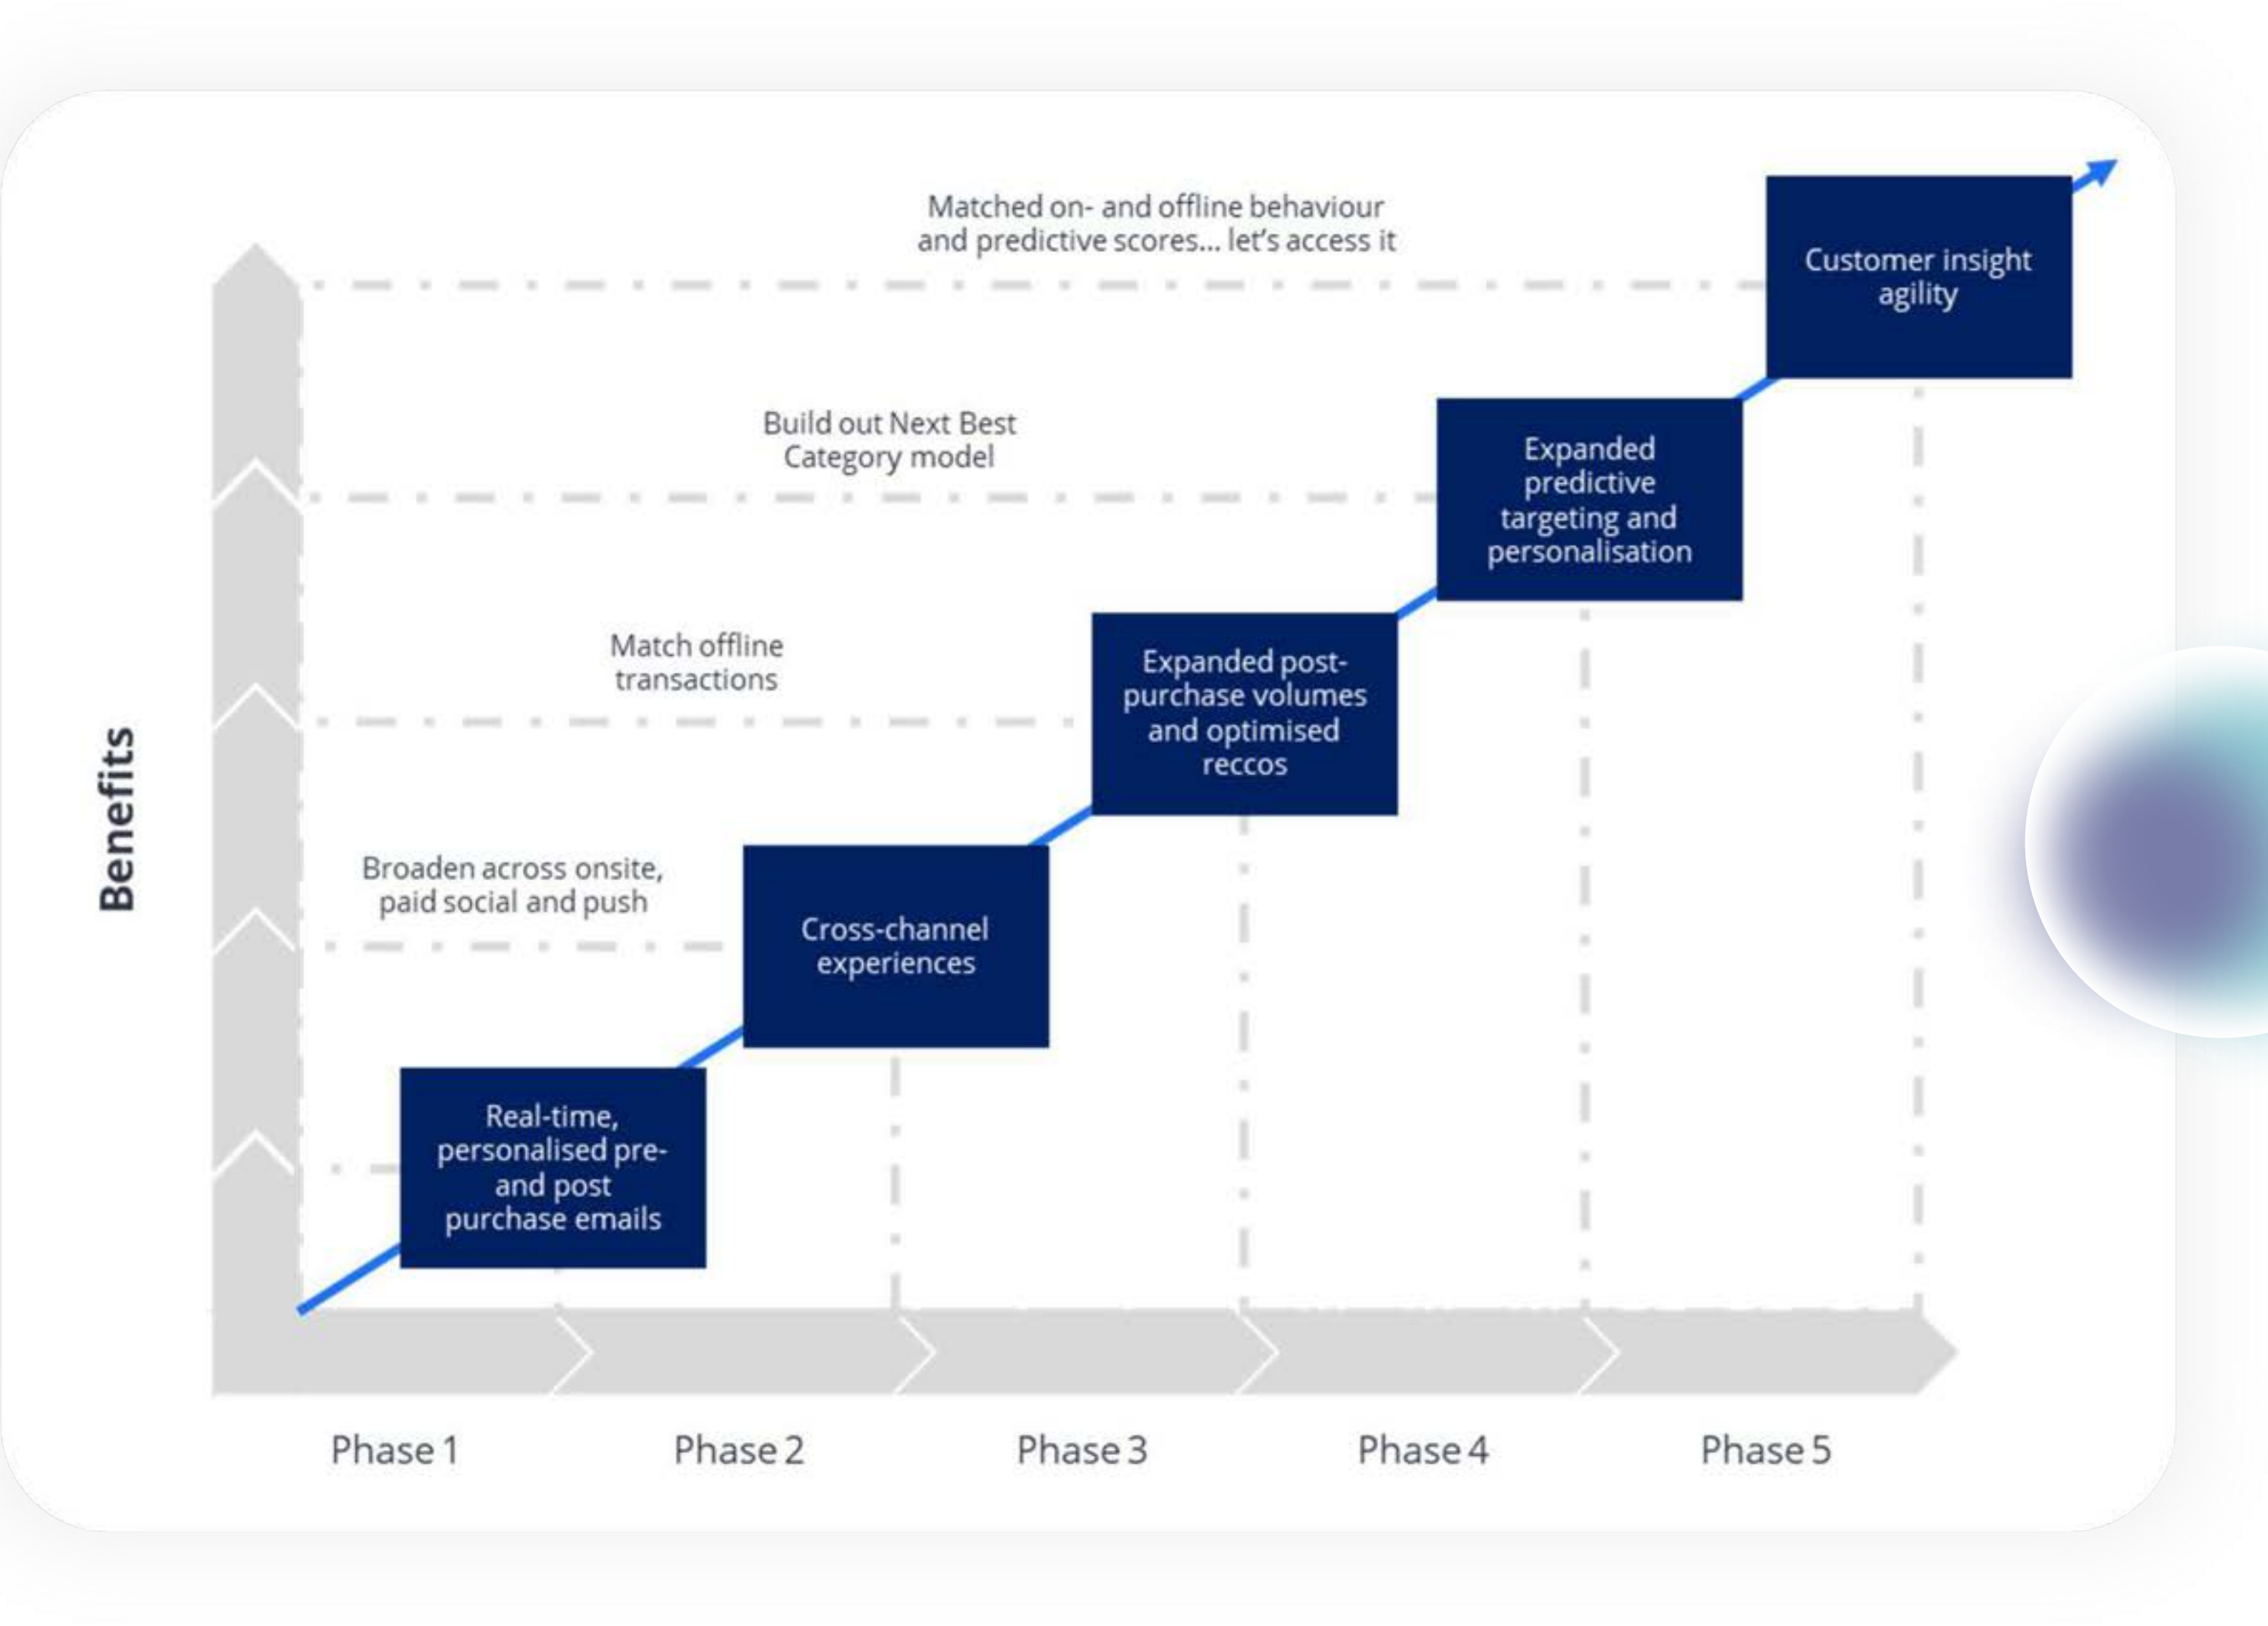 Matched on- and offline behaviour
and predictive scores... let's access it
Customer insight
agility
Build out Next Best
Category model
Expanded
predictive
targeting and
personalisation
Match offline
transactions
Expanded post-
purchase volumes
and optimised
reccos
Benefits
Broaden across onsite,
paid social and push
Cross-channel
experiences
Real-time,
personalised pre-
and post
purchase emails
Phase 1
Phase 2
Phase 3
Phase 4
Phase 5